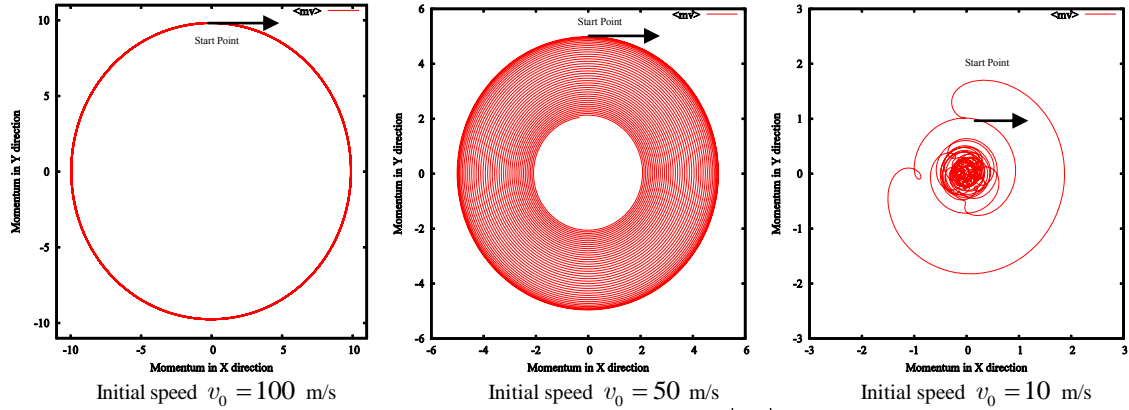 <mv>
Start Point
Momentum in Y direction
10
5
0
-5
-10
-10
-5
0
5
10
Momentum in X direction
Initial speed v₀ = 100 m/s
<mv>
Start Point
Momentum in Y direction
6
4
2
0
-2
-4
-6
-6
-4
-2
0
2
4
6
Momentum in X direction
Initial speed v₀ = 50 m/s
<mv>
Start Point
Momentum in Y direction
3
2
1
0
-1
-2
-3
-3
-2
-1
0
1
2
3
Momentum in X direction
Initial speed v₀ = 10 m/s